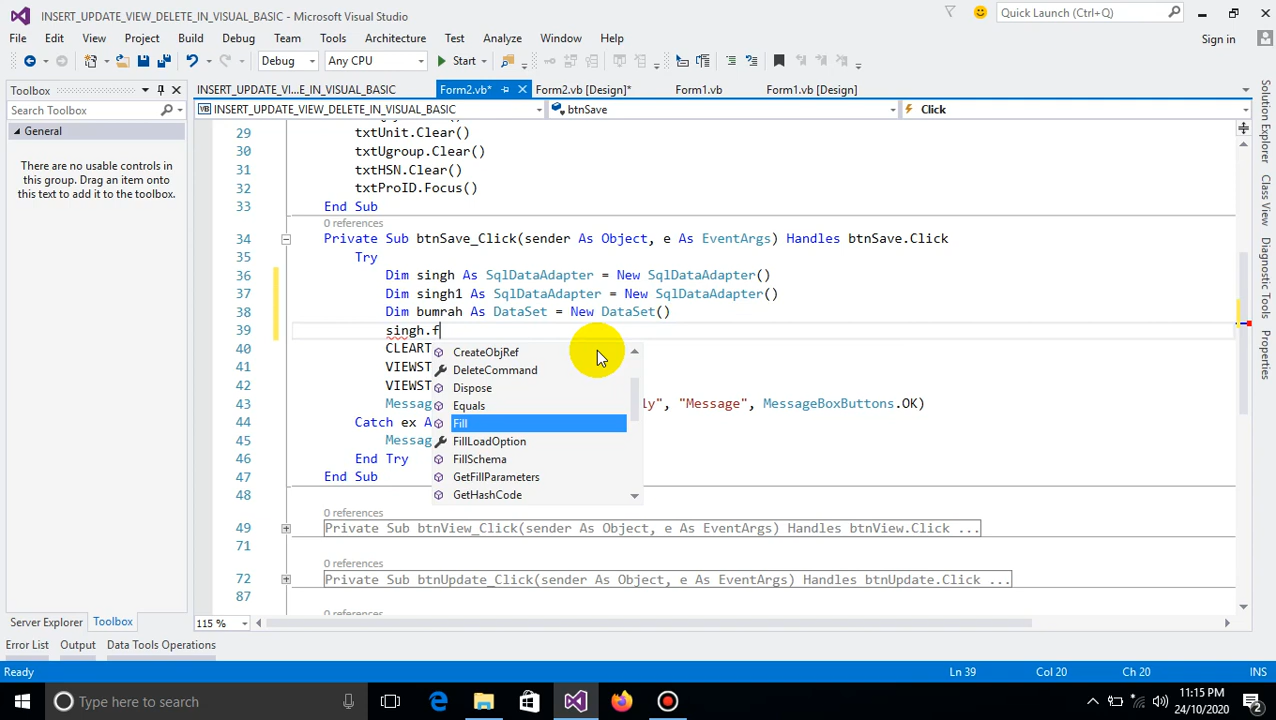 INSERT_UPDATE_VIEW_DELETE_IN_VISUAL_BASIC - Microsoft Visual Studio
Quick Launch (Ctrl+Q)
File Edit View Project Build Debug Team Tools Architecture Test Analyze Window Help
Sign in
Debug Any CPU Start
Toolbox
INSERT_UPDATE_VI...E_IN_VISUAL_BASIC Form2.vb* Form2.vb [Design]* Form1.vb Form1.vb [Design]
Search Toolbox
VB INSERT_UPDATE_VIEW_DELETE_IN_VISUAL_BASIC btnSave Click
General
There are no usable controls in this group. Drag an item onto this text to add it to the toolbox.
29 txtUnit.Clear()
30 txtUgroup.Clear()
31 txtHSN.Clear()
32 txtProID.Focus()
33 End Sub
0 references
34 Private Sub btnSave_Click(sender As Object, e As EventArgs) Handles btnSave.Click
35 Try
36 Dim singh As SqlDataAdapter = New SqlDataAdapter()
37 Dim singh1 As SqlDataAdapter = New SqlDataAdapter()
38 Dim bumrah As DataSet = New DataSet()
39 singh.f
40 CLEART
41 VIEWST
42 VIEWST
43 Messag ly", "Message", MessageBoxButtons.OK)
44 Catch ex A
45 Messag
46 End Try
47 End Sub
48
CreateObjRef
DeleteCommand
Dispose
Equals
Fill
FillLoadOption
FillSchema
GetFillParameters
GetHashCode
0 references
49 Private Sub btnView_Click(sender As Object, e As EventArgs) Handles btnView.Click ...
71
0 references
72 Private Sub btnUpdate_Click(sender As Object, e As EventArgs) Handles btnUpdate.Click ...
87
0 references
115 %
Solution Explorer
Class View
Diagnostic Tools
Properties
Server Explorer Toolbox
Error List Output Data Tools Operations
Ready Ln 39 Col 20 Ch 20 INS
Type here to search
11:15 PM
24/10/2020
2